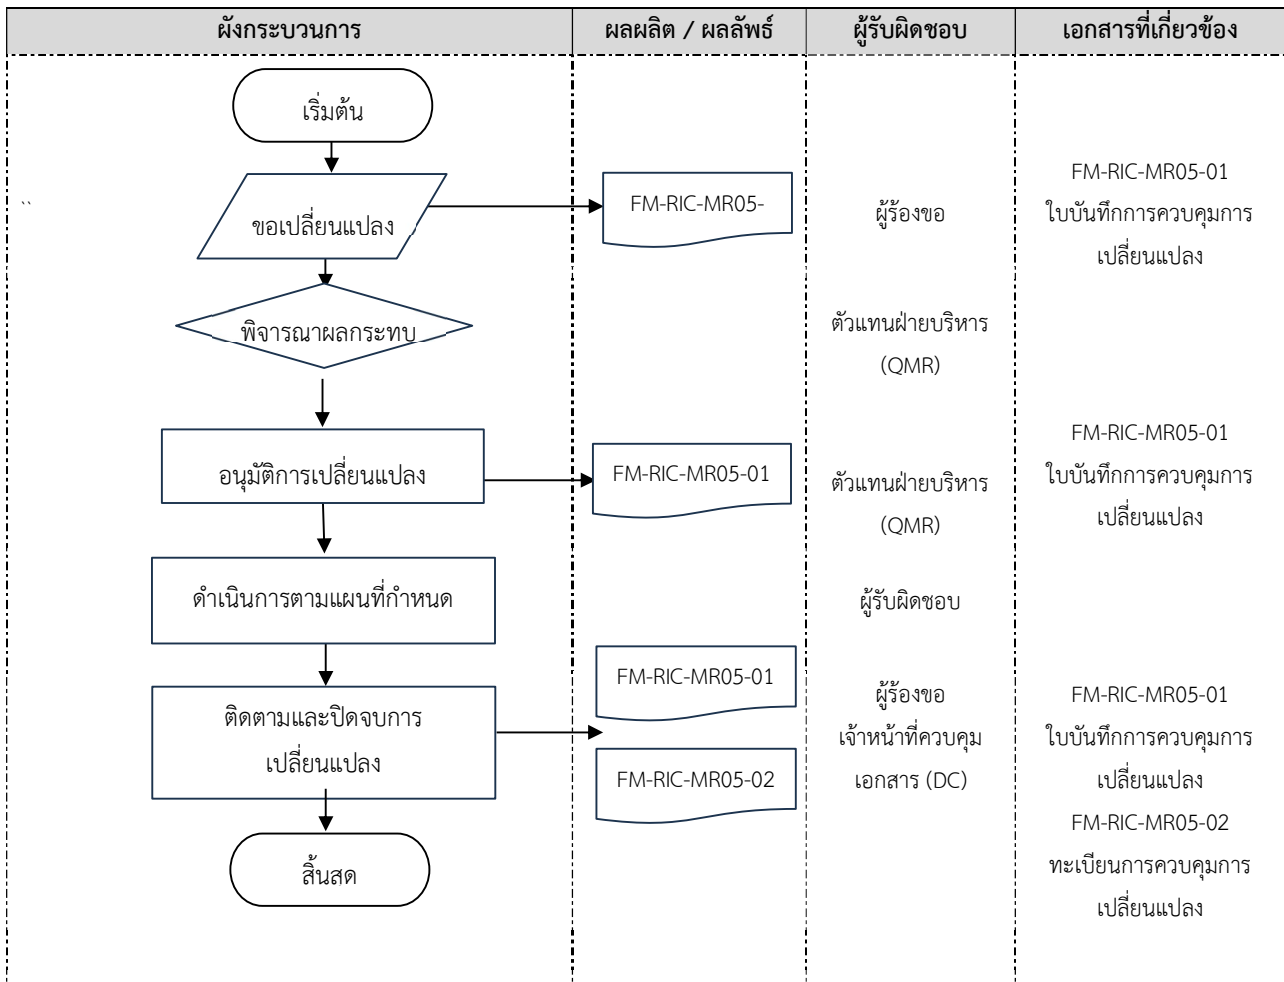 ผังกระบวนการ ผลผลิต / ผลลัพธ์ ผู้รับผิดชอบ เอกสารที่เกี่ยวข้อง
เริ่มต้น
``
ขอเปลี่ยนแปลง
FM-RIC-MR05-
ผู้ร้องขอ
FM-RIC-MR05-01
ใบบันทึกการควบคุมการ
เปลี่ยนแปลง
พิจารณาผลกระทบ
ตัวแทนฝ่ายบริหาร
(QMR)
อนุมัติการเปลี่ยนแปลง
FM-RIC-MR05-01
ตัวแทนฝ่ายบริหาร
(QMR)
FM-RIC-MR05-01
ใบบันทึกการควบคุมการ
เปลี่ยนแปลง
ดำเนินการตามแผนที่กำหนด
ผู้รับผิดชอบ
ติดตามและปิดจบการ
เปลี่ยนแปลง
FM-RIC-MR05-01
FM-RIC-MR05-02
ผู้ร้องขอ
เจ้าหน้าที่ควบคุม
เอกสาร (DC)
FM-RIC-MR05-01
ใบบันทึกการควบคุมการ
เปลี่ยนแปลง
FM-RIC-MR05-02
ทะเบียนการควบคุมการ
เปลี่ยนแปลง
สิ้นสด